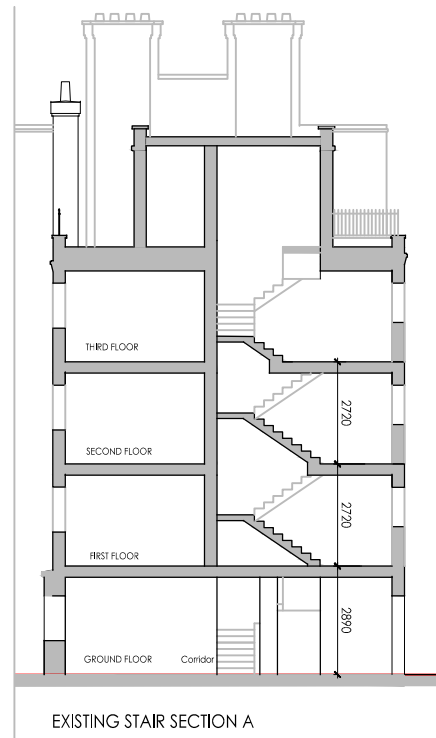 THIRD FLOOR
2720
SECOND FLOOR
2720
FIRST FLOOR
2890
GROUND FLOOR Corridor
EXISTING STAIR SECTION A